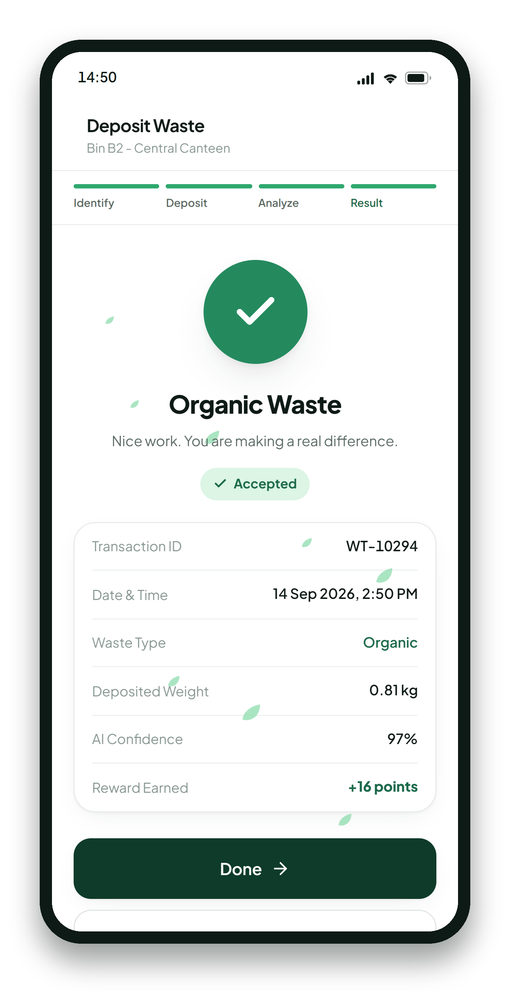 14:50
Deposit Waste
Bin B2 - Central Canteen
Identify Deposit Analyze Result
Organic Waste
Nice work. You are making a real difference.
Accepted
Transaction ID WT-10294
Date & Time 14 Sep 2026, 2:50 PM
Waste Type Organic
Deposited Weight 0.81 kg
AI Confidence 97%
Reward Earned +16 points
Done →